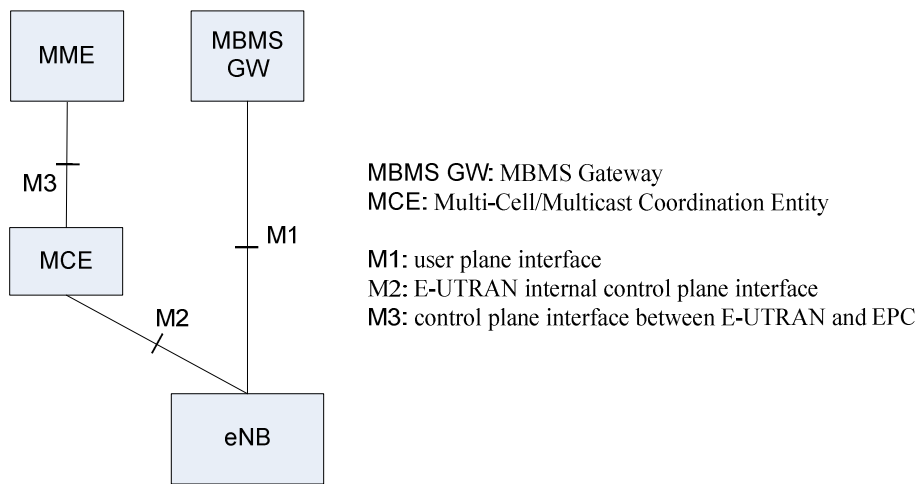 MME
MBMS
GW
M3
M1
MCE
M2
eNB
MBMS GW: MBMS Gateway
MCE: Multi-Cell/Multicast Coordination Entity
M1: user plane interface
M2: E-UTRAN internal control plane interface
M3: control plane interface between E-UTRAN and EPC